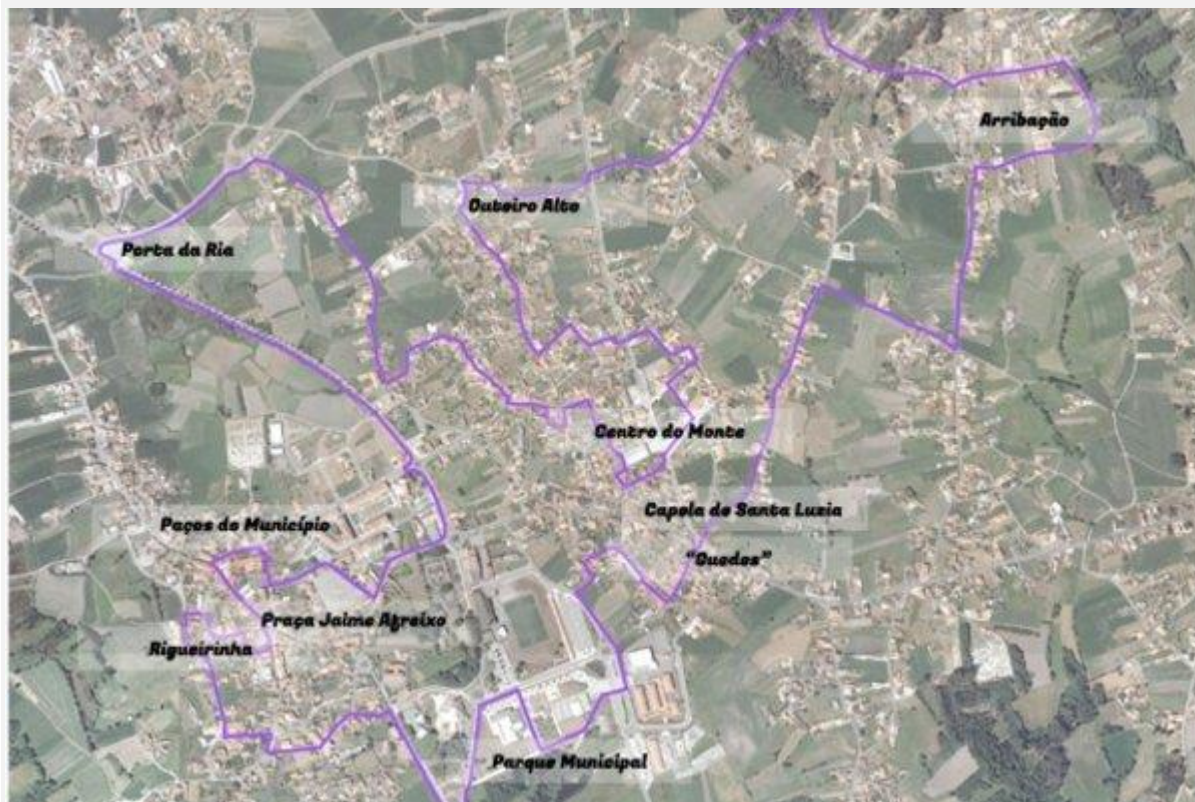 Arribação
Outeiro Alto
Porta da Ria
Centro do Monte
Capela de Santa Luzia
Paços do Município
"Guedes"
Praça Jaime Afreixo
Rigueirinha
Parque Municipal